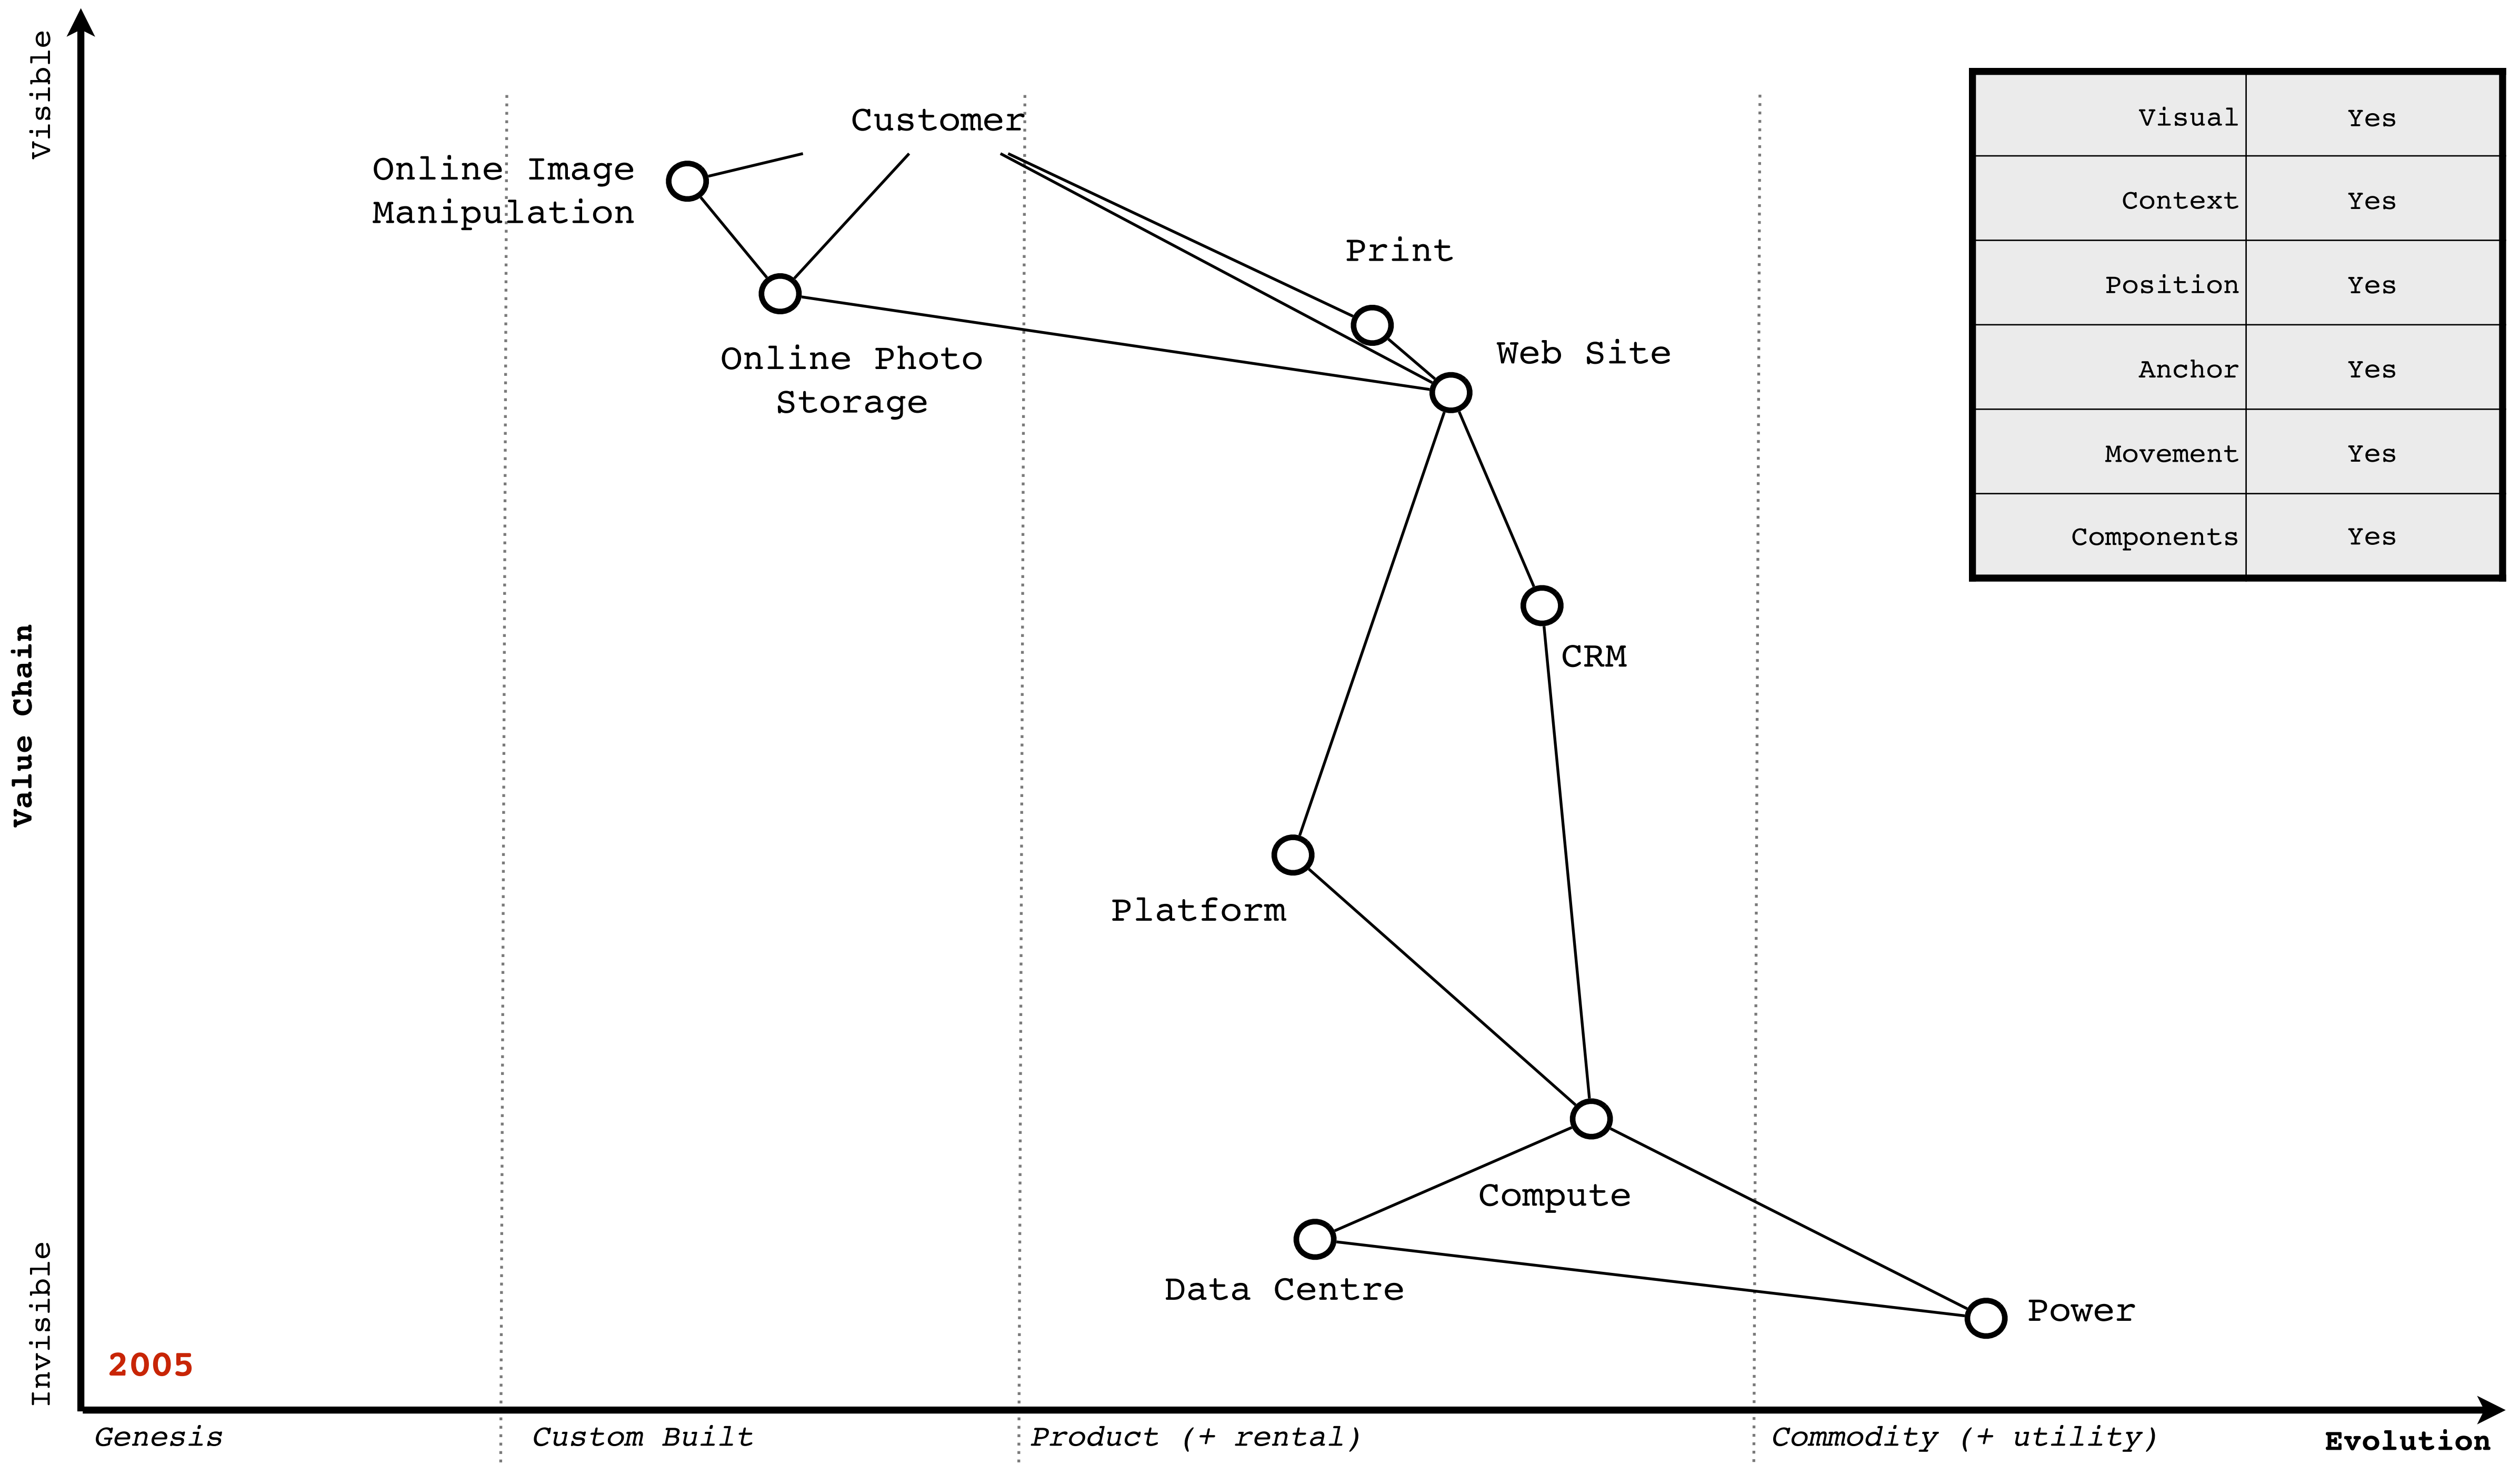 Visible
Value Chain
Invisible
Customer
Online Image
Manipulation
Online Photo
Storage
Print
Web Site
CRM
Platform
Compute
Data Centre
Power
Visual Yes
Context Yes
Position Yes
Anchor Yes
Movement Yes
Components Yes
2005
Genesis
Custom Built
Product (+ rental)
Commodity (+ utility)
Evolution